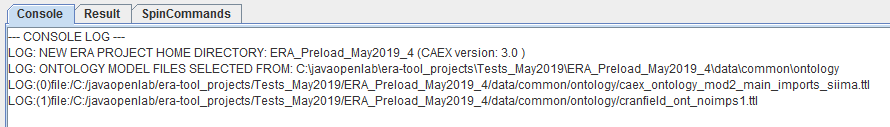 Console Result SpinCommands
--- CONSOLE LOG ---
LOG: NEW ERA PROJECT HOME DIRECTORY: ERA_Preload_May2019_4 (CAEX version: 3.0 )
LOG: ONTOLOGY MODEL FILES SELECTED FROM: C:\javaopenlab\era-tool_projects\Tests_May2019\ERA_Preload_May2019_4\data\common\ontology
LOG:(0)file:/C:/javaopenlab/era-tool_projects/Tests_May2019/ERA_Preload_May2019_4/data/common/ontology/caex_ontology_mod2_main_imports_siima.ttl
LOG:(1)file:/C:/javaopenlab/era-tool_projects/Tests_May2019/ERA_Preload_May2019_4/data/common/ontology/cranfield_ont_noimps1.ttl